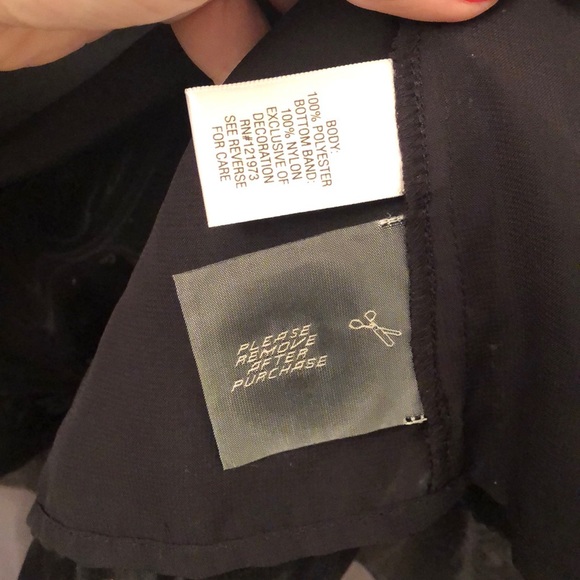 BODY:
100% POLYESTER
BOTTOM BAND:
100% NYLON
EXCLUSIVE OF
DECORATION
RN#121973
SEE REVERSE
FOR CARE
PLEASE
REMOVE
AFTER
PURCHASE